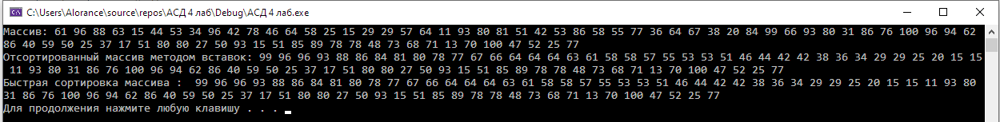 C:\Users\Alorance\source\repos\АСД 4 лаб\Debug\АСД 4 лаб.exe
Массив: 61 96 88 63 15 44 53 34 96 42 78 46 64 58 25 15 29 29 57 64 11 93 80 81 51 42 53 86 58 55 77 36 64 67 38 20 84 99 66 93 80 31 86 76 100 96 94 62
86 40 59 50 25 37 17 51 80 80 27 50 93 15 51 85 89 78 78 48 73 68 71 13 70 100 47 52 25 77
Отсортированный массив методом вставок: 99 96 96 93 88 86 84 81 80 78 77 67 66 64 64 64 63 61 58 58 57 55 53 53 51 46 44 42 42 38 36 34 29 29 25 20 15 15
11 93 80 31 86 76 100 96 94 62 86 40 59 50 25 37 17 51 80 80 27 50 93 15 51 85 89 78 78 48 73 68 71 13 70 100 47 52 25 77
Быстрая сортировка массива :  99 96 96 93 88 86 84 81 80 78 77 67 66 64 64 64 63 61 58 58 57 55 53 53 51 46 44 42 42 38 36 34 29 29 25 20 15 15 11 93 80
31 86 76 100 96 94 62 86 40 59 50 25 37 17 51 80 80 27 50 93 15 51 85 89 78 78 48 73 68 71 13 70 100 47 52 25 77
Для продолжения нажмите любую клавишу . . .